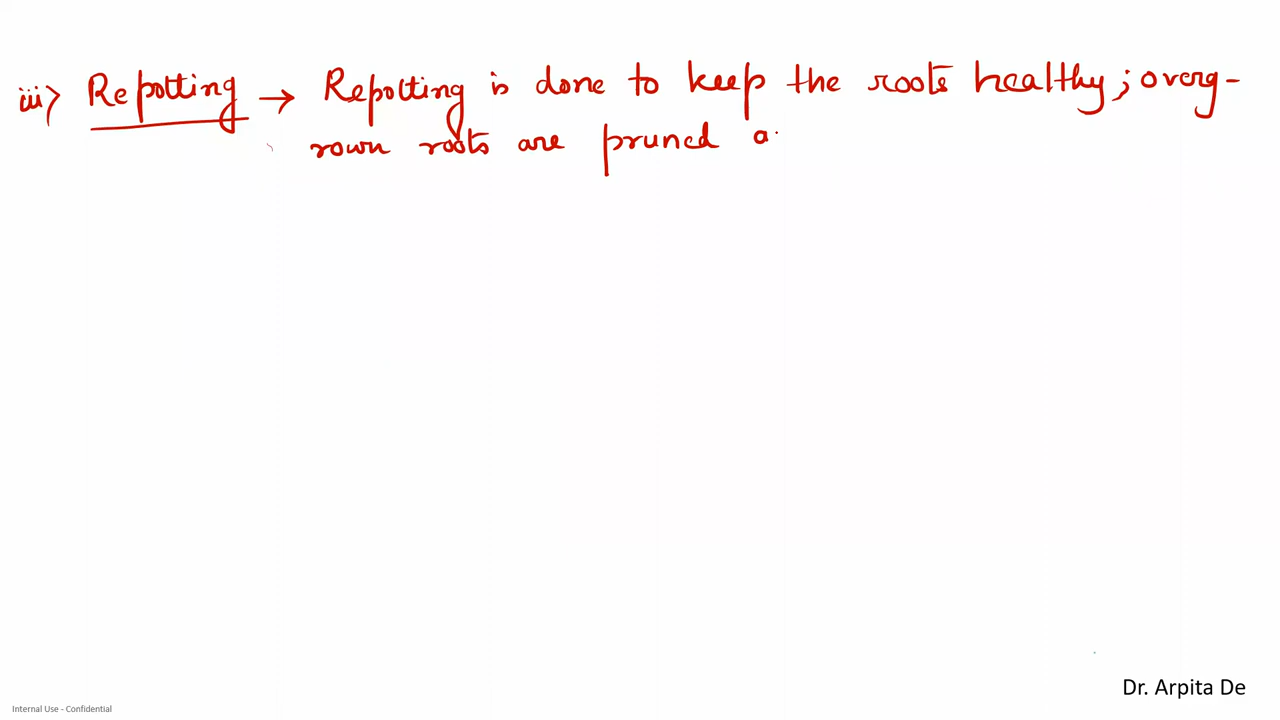 iii) Repotting → Repotting is done to keep the roots healthy; overg-
rown roots are pruned a
Dr. Arpita De
Internal Use - Confidential